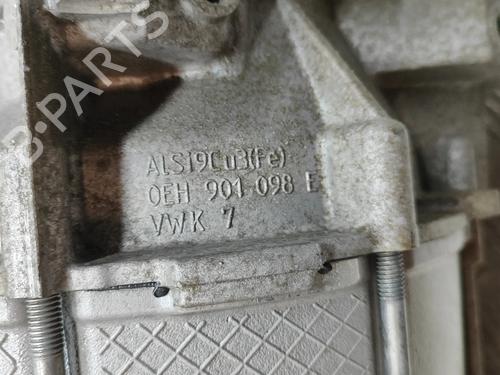 B-PARTS
ALSi9Cu3(Fe)
0EH 901 098 E
VWK 7